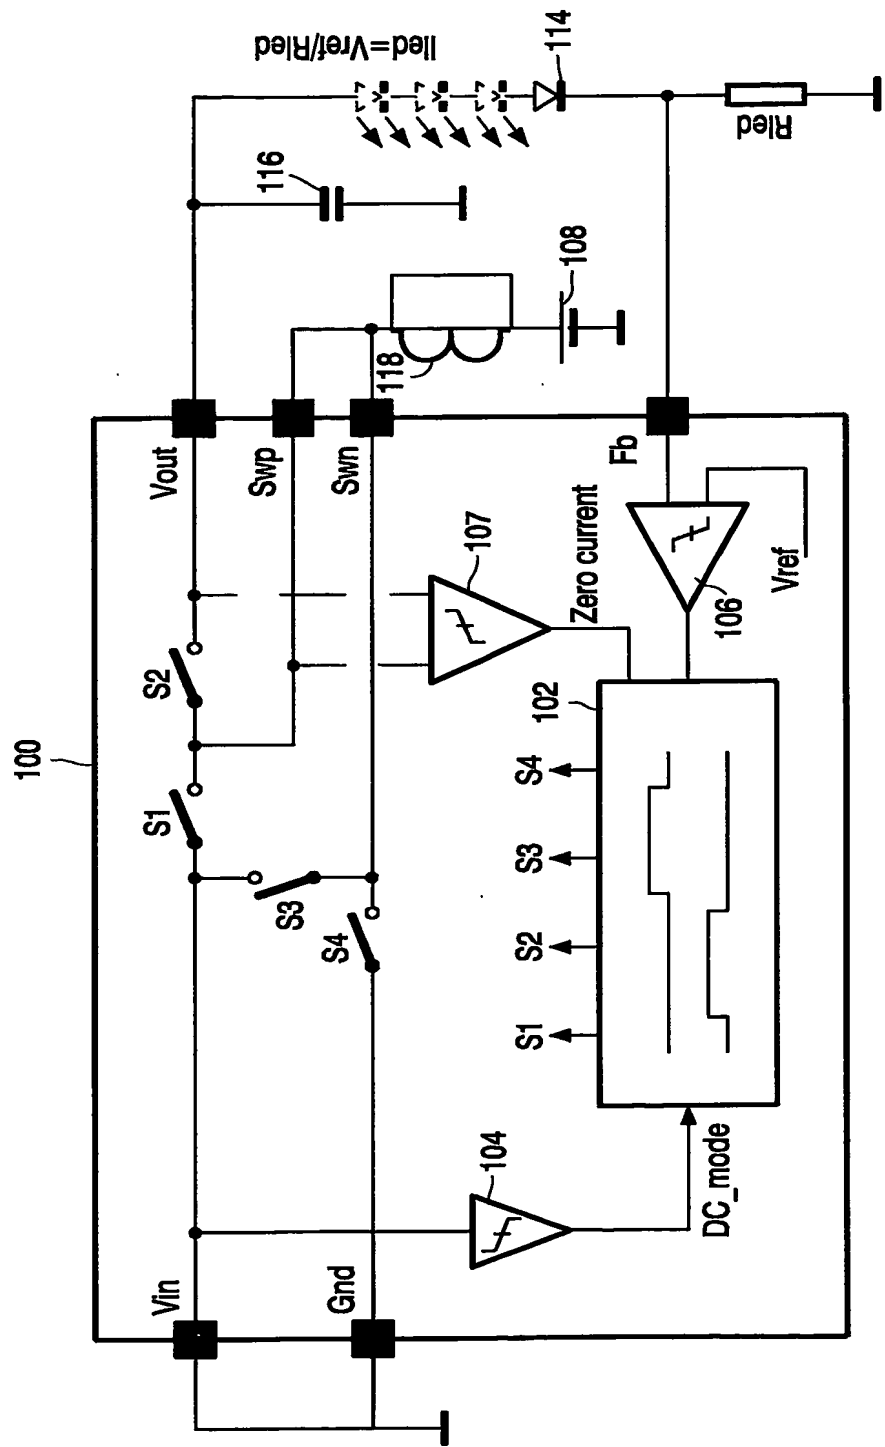 100
Vin
Gnd
S1
S2
S3
S4
Vout
Swp
Swn
Fb
116
Iled=Vref/Rled
114
118
108
Rled
104
107
Zero current
106
Vref
DC_mode
102
S1
S2
S3
S4